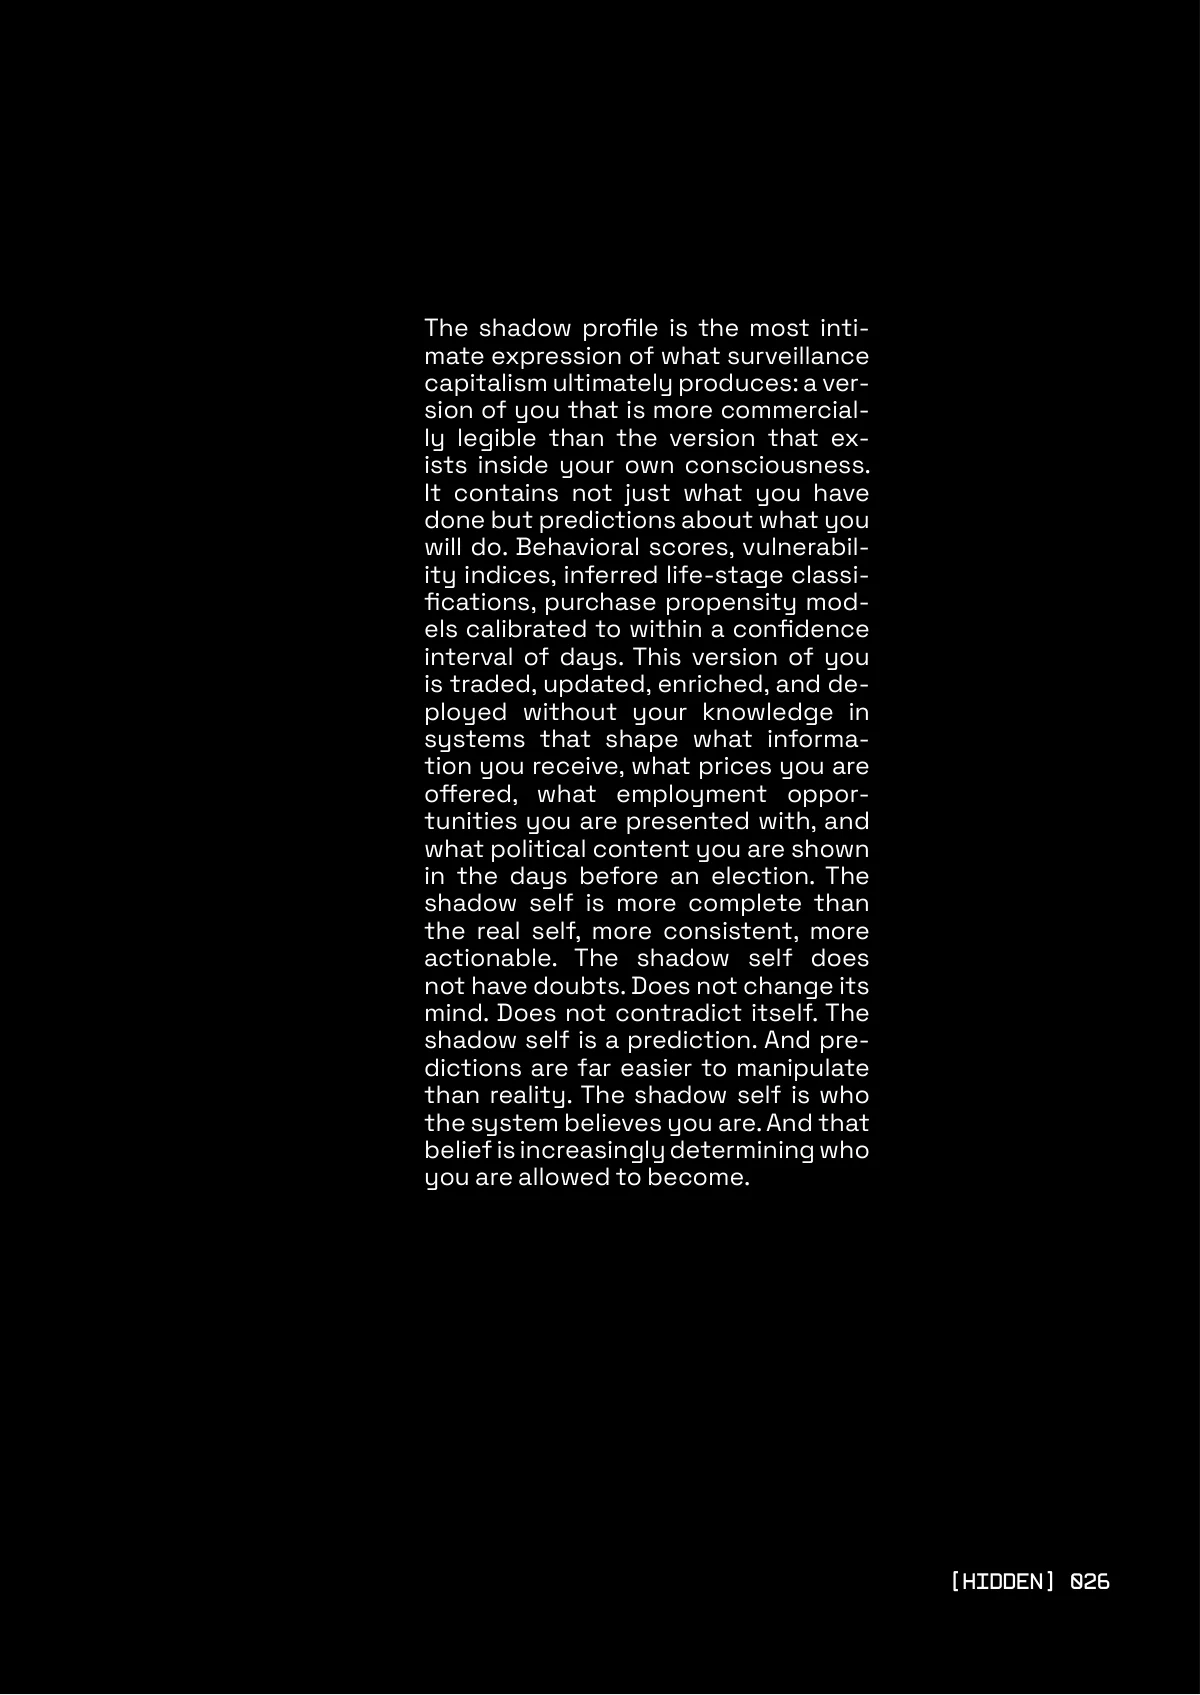 The shadow profile is the most inti-
mate expression of what surveillance
capitalism ultimately produces: a ver-
sion of you that is more commercial-
ly legible than the version that ex-
ists inside your own consciousness.
It contains not just what you have
done but predictions about what you
will do. Behavioral scores, vulnerabil-
ity indices, inferred life-stage classi-
fications, purchase propensity mod-
els calibrated to within a confidence
interval of days. This version of you
is traded, updated, enriched, and de-
ployed without your knowledge in
systems that shape what informa-
tion you receive, what prices you are
offered, what employment oppor-
tunities you are presented with, and
what political content you are shown
in the days before an election. The
shadow self is more complete than
the real self, more consistent, more
actionable. The shadow self does
not have doubts. Does not change its
mind. Does not contradict itself. The
shadow self is a prediction. And pre-
dictions are far easier to manipulate
than reality. The shadow self is who
the system believes you are. And that
belief is increasingly determining who
you are allowed to become.
[HIDDEN] 026